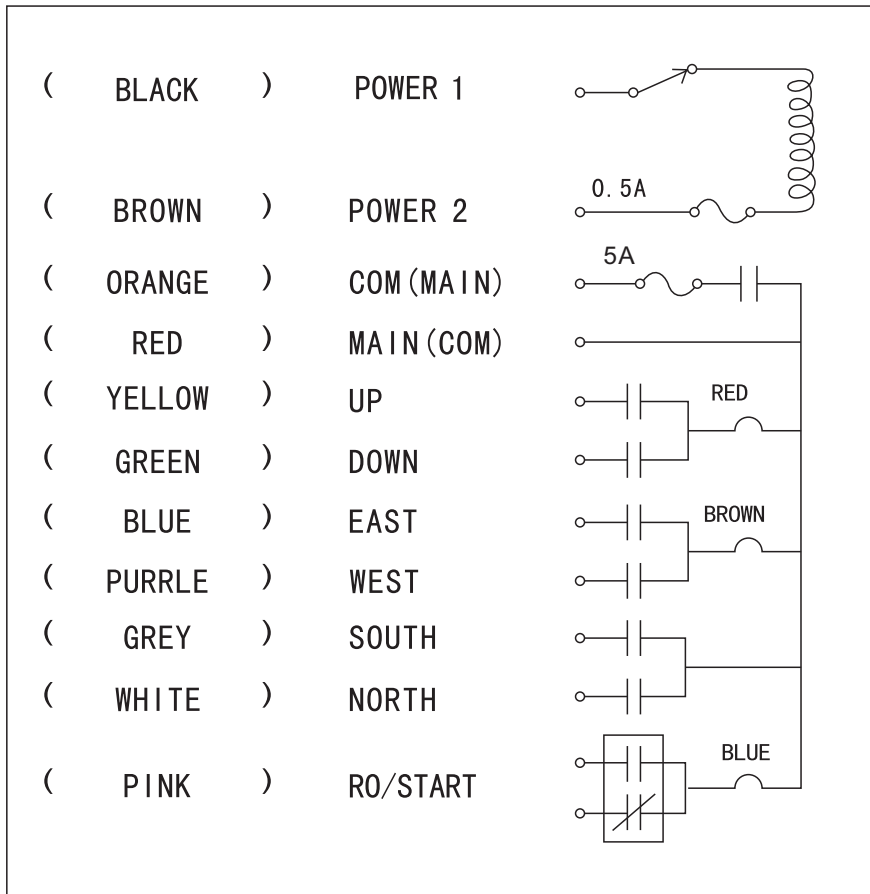 ( BLACK ) POWER 1
( BROWN ) POWER 2 0.5A
( ORANGE ) COM(MAIN) 5A
( RED ) MAIN(COM)
( YELLOW ) UP RED
( GREEN ) DOWN
( BLUE ) EAST BROWN
( PURRLE ) WEST
( GREY ) SOUTH
( WHITE ) NORTH
( PINK ) RO/START BLUE